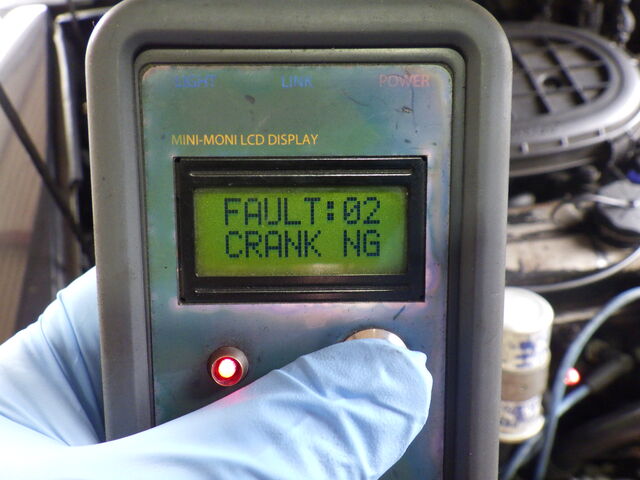 LIGHT LINK POWER
MINI-MONI LCD DISPLAY
FAULT:02
CRANK NG